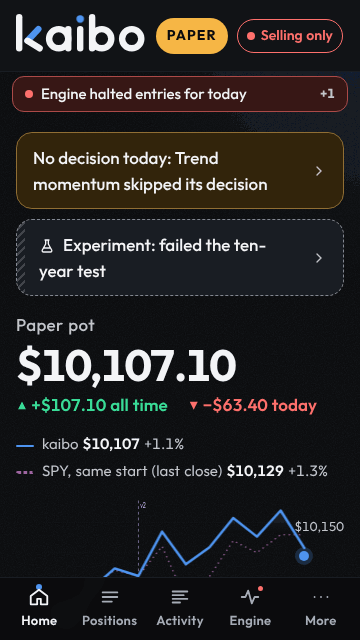 kaibo
PAPER
Selling only
Engine halted entries for today
+1
No decision today: Trend
momentum skipped its decision
Experiment: failed the ten-
year test
Paper pot
$10,107.10
▲ +$107.10 all time ▼ −$63.40 today
kaibo $10,107 +1.1%
SPY, same start (last close) $10,129 +1.3%
v2
$10,150
Home
Positions
Activity
Engine
More